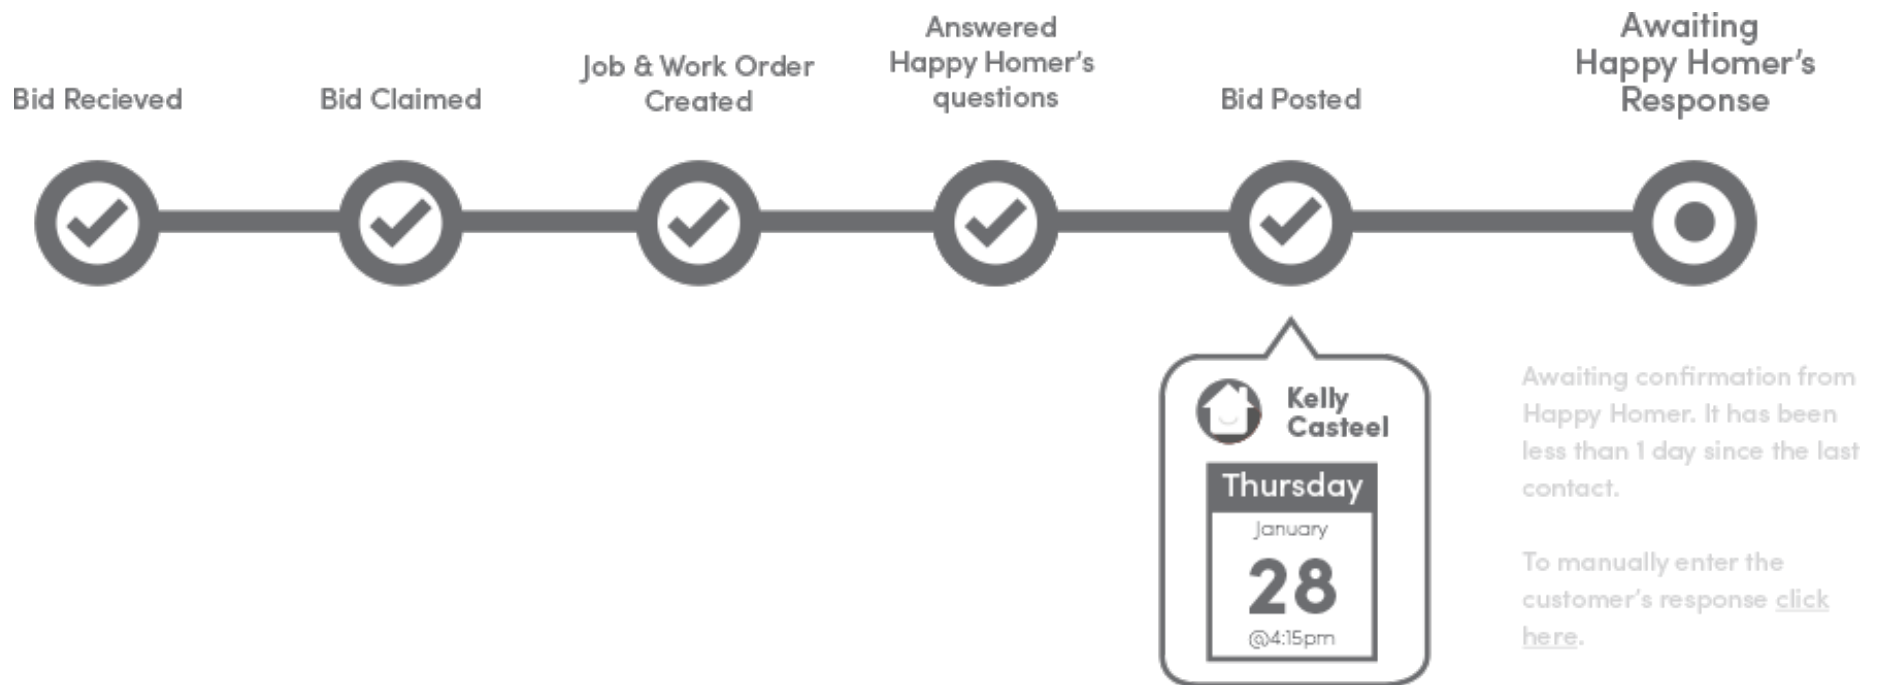 Bid Recieved
Bid Claimed
Job & Work Order
Created
Answered
Happy Homer's
questions
Bid Posted
Awaiting
Happy Homer's
Response
Kelly
Casteel
Thursday
January
28
@4:15pm
Awaiting confirmation from
Happy Homer. It has been
less than 1 day since the last
contact.
To manually enter the
customer's response click
here.